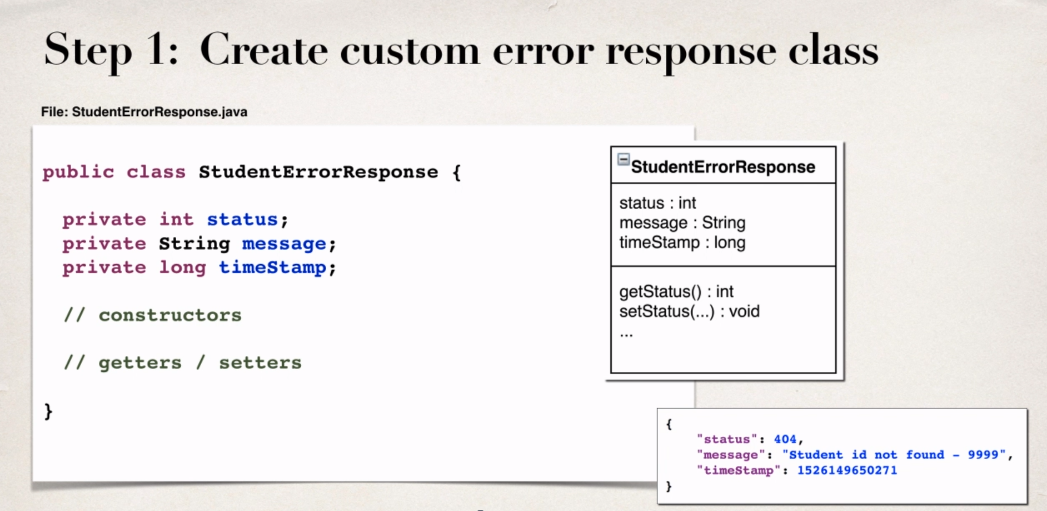 Step 1: Create custom error response class
File: StudentErrorResponse.java
public class StudentErrorResponse {
private int status;
private String message;
private long timeStamp;
// constructors
// getters / setters
}
StudentErrorResponse
status : int
message : String
timeStamp : long
getStatus() : int
setStatus(...) : void
...
{
"status": 404,
"message": "Student id not found - 9999",
"timeStamp": 1526149650271
}